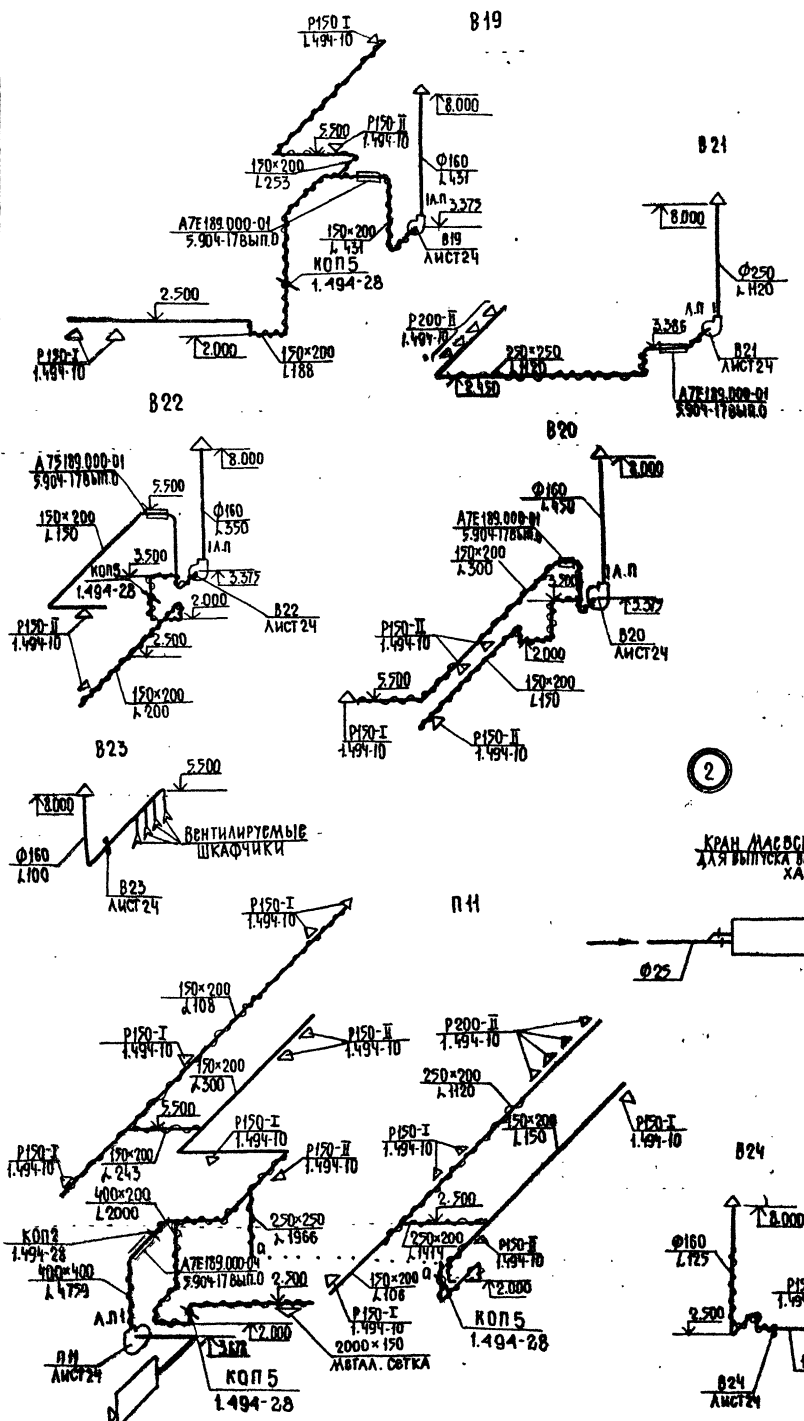 В19
Р150 I
L494-10
5.500
Р150-II
1.494-10
8.000
150×200
L253
Ф160
L431
1Л.П
3.375
А7Е189.000-01
5.904-17ВЫП.0
150×200
L431
В19
ЛИСТ24
КОП5
1.494-28
2.500
2.000
150×200
L188
Р150-I
1.494-10
В21
8.000
Ф250
L1120
Л.П
Р200-II
1.494-10
3.386
250×250
L1120
2.450
В21
ЛИСТ24
А7Е189.000-01
5.904-17ВЫП.0
В22
8.000
А75189.000-01
5.904-17ВЫП.0
5.500
150×200
L150
Ф160
L350
1Л.П
КОП5
1.494-28
3.500
3.375
2.000
В22
ЛИСТ24
Р150-II
1.494-10
2.500
150×200
L200
В20
8.000
Ф160
L450
А7Е189.000-01
5.904-17ВЫП.0
150×200
L300
3.500
1Л.П
3.375
В20
ЛИСТ24
Р150-II
1.494-10
2.000
5.500
150×200
L150
Р150-I
1.494-10
Р150-II
1.494-10
В23
5.500
8.000
ВЕНТИЛИРУЕМЫЕ
ШКАФЧИКИ
Ф160
L100
В23
ЛИСТ24
2
КРАН МАЕВС
ДЛЯ ВЫПУСКА В
ХА
Ф25
П11
Р150-I
1.494-10
150×200
L108
Р150-I
1.494-10
Р150-II
1.494-10
150×200
L300
5.500
Р150-I
1.494-10
Р150-I
1.494-10
150×200
L243
Р150-II
1.494-10
400×200
L2000
КОП2
1.494-28
250×250
L1966
а
А7Е189.000-04
5.904-17ВЫП.0
400×400
L4759
Л.П1
2.500
2.000
П11
ЛИСТ24
КОП5
1.494-28
2000×150
МЕТАЛ. СЕТКА
Р200-II
1.494-10
250×200
L1120
Р150-I
1.494-10
150×200
L150
Р150-I
1.494-10
2.500
250×200
L1414
Р150-II
1.494-10
а
150×200
L106
2.000
Р150-I
1.494-10
КОП5
1.494-28
В24
8.000
Ф160
L125
2.500
Р15
1.494
В24
ЛИСТ24